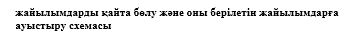 жайылымдарды қайта бөлу және оны берілетін жайылымдарға
ауыстыру схемасы